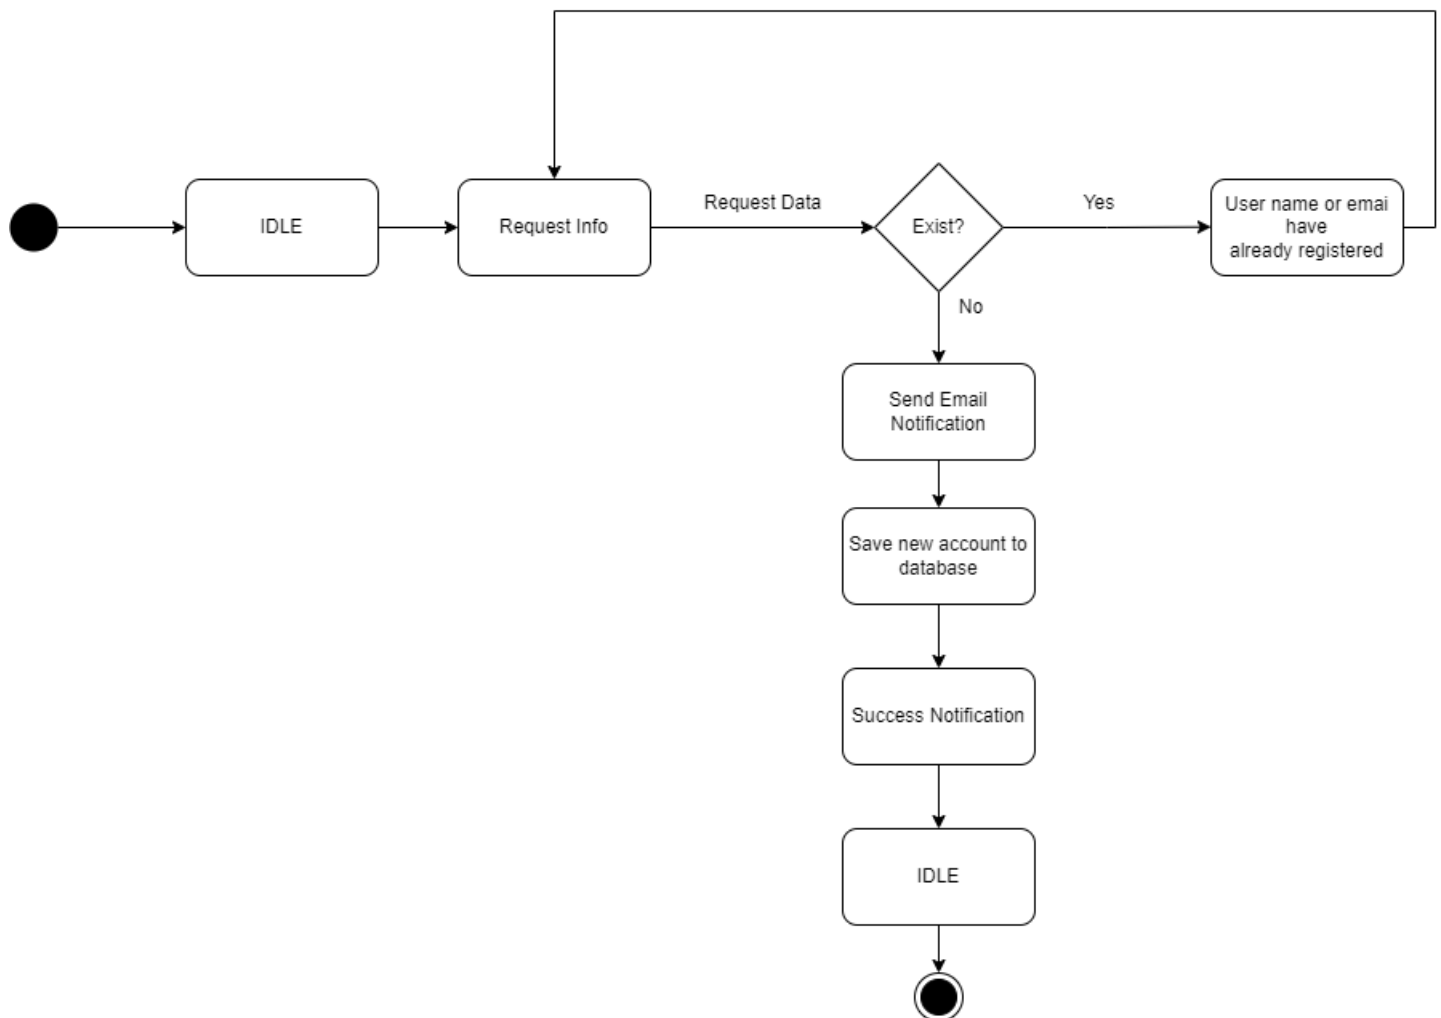 IDLE
Request Info
Request Data
Exist?
Yes
User name or emai
have
already registered
No
Send Email
Notification
Save new account to
database
Success Notification
IDLE